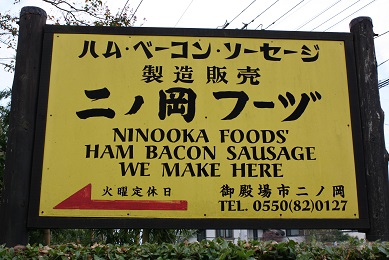 ハム・ベーコン・ソーセージ
製造販売
二ノ岡フーヅ
NINOOKA FOODS'
HAM BACON SAUSAGE
WE MAKE HERE
火曜定休日
御殿場市二ノ岡
TEL. 0550(82)0127